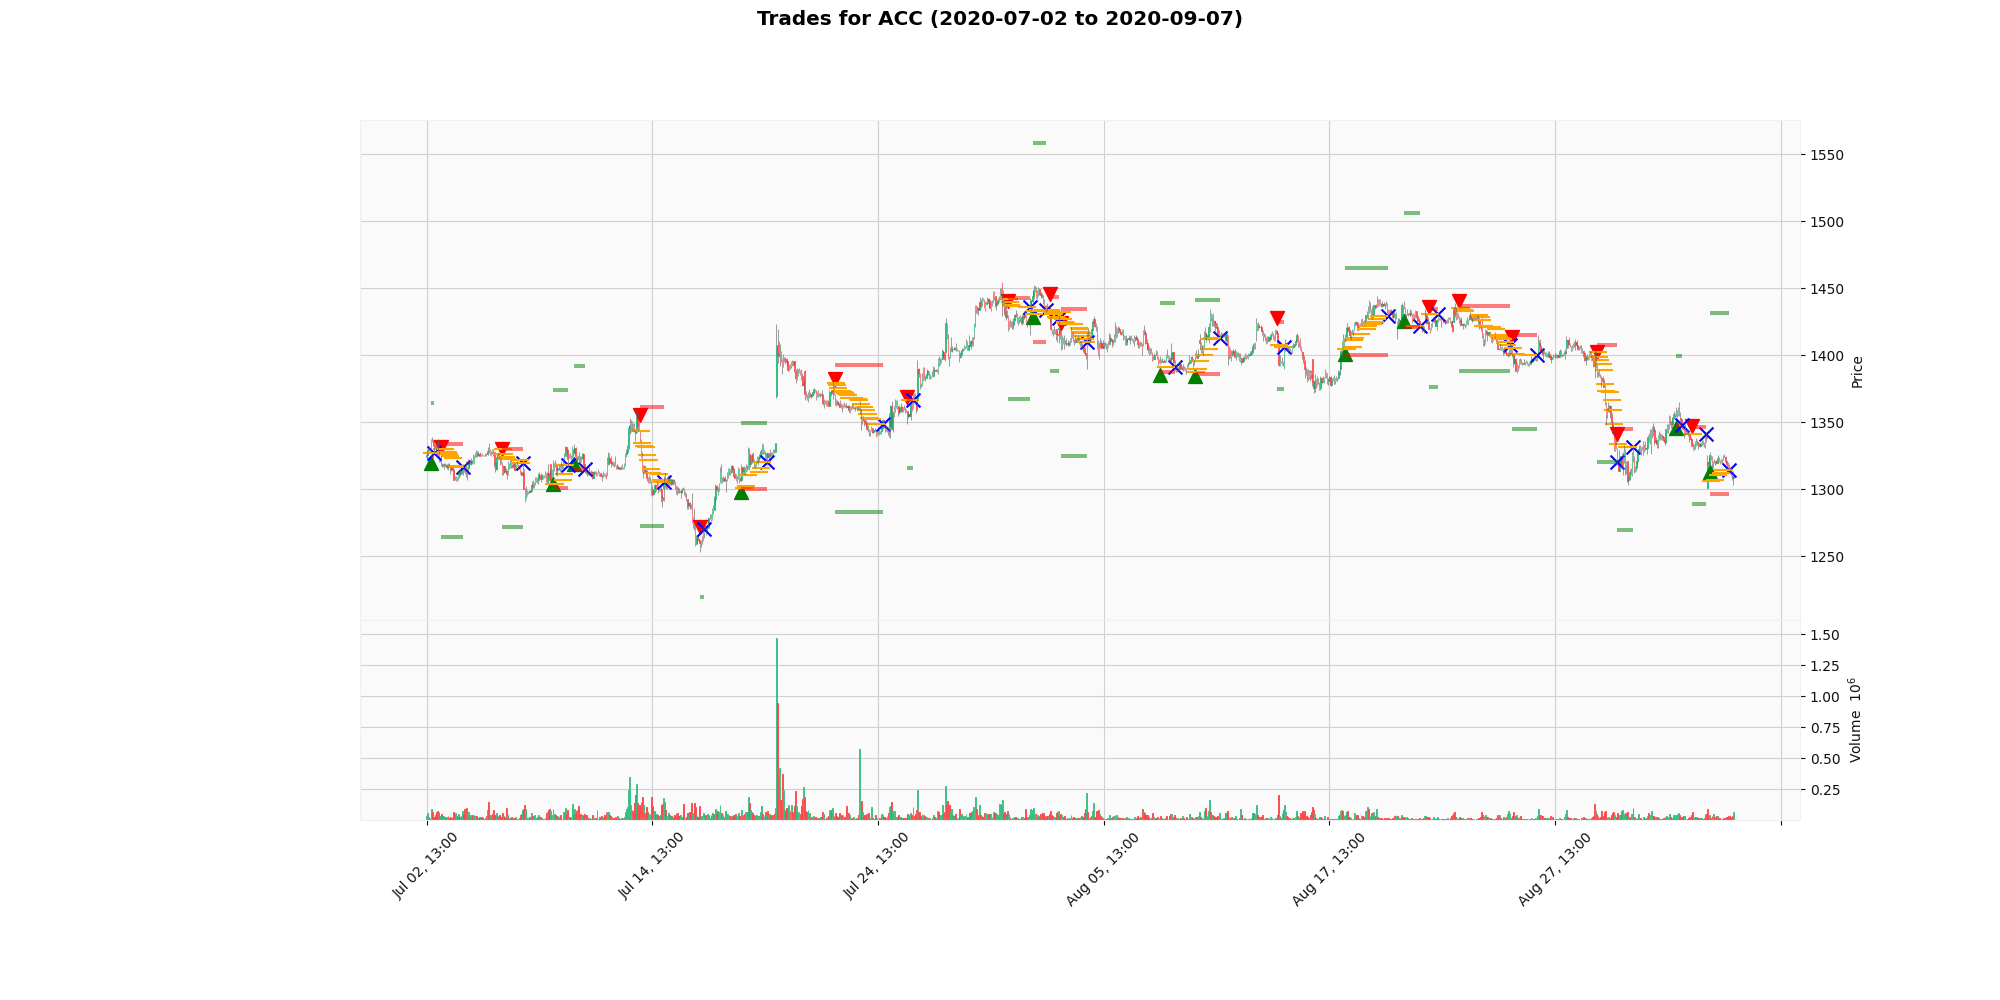 Trades for ACC (2020-07-02 to 2020-09-07)
1550
1500
1450
1400
1350
1300
1250
Price
1.50
1.25
1.00
0.75
0.50
0.25
Volume 10^6
Jul 02, 13:00
Jul 14, 13:00
Jul 24, 13:00
Aug 05, 13:00
Aug 17, 13:00
Aug 27, 13:00